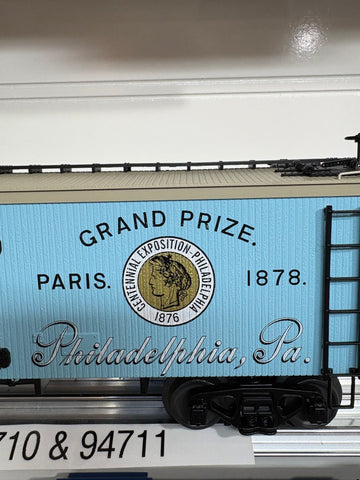 GRAND PRIZE.
PARIS.
CENTENNIAL EXPOSITION-PHILADELPHIA
1876
1878.
Philadelphia, Pa.
710 & 94711